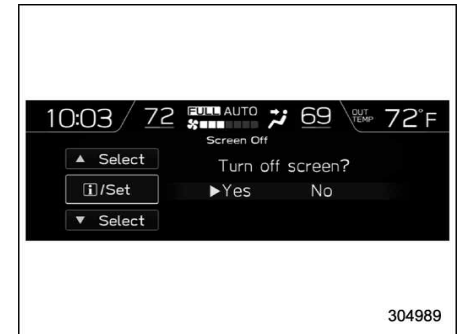 10:03 72 FULL AUTO 69 OUT TEMP 72°F
Screen Off
▲ Select
Turn off screen?
i/Set
▶Yes No
▼ Select
304989